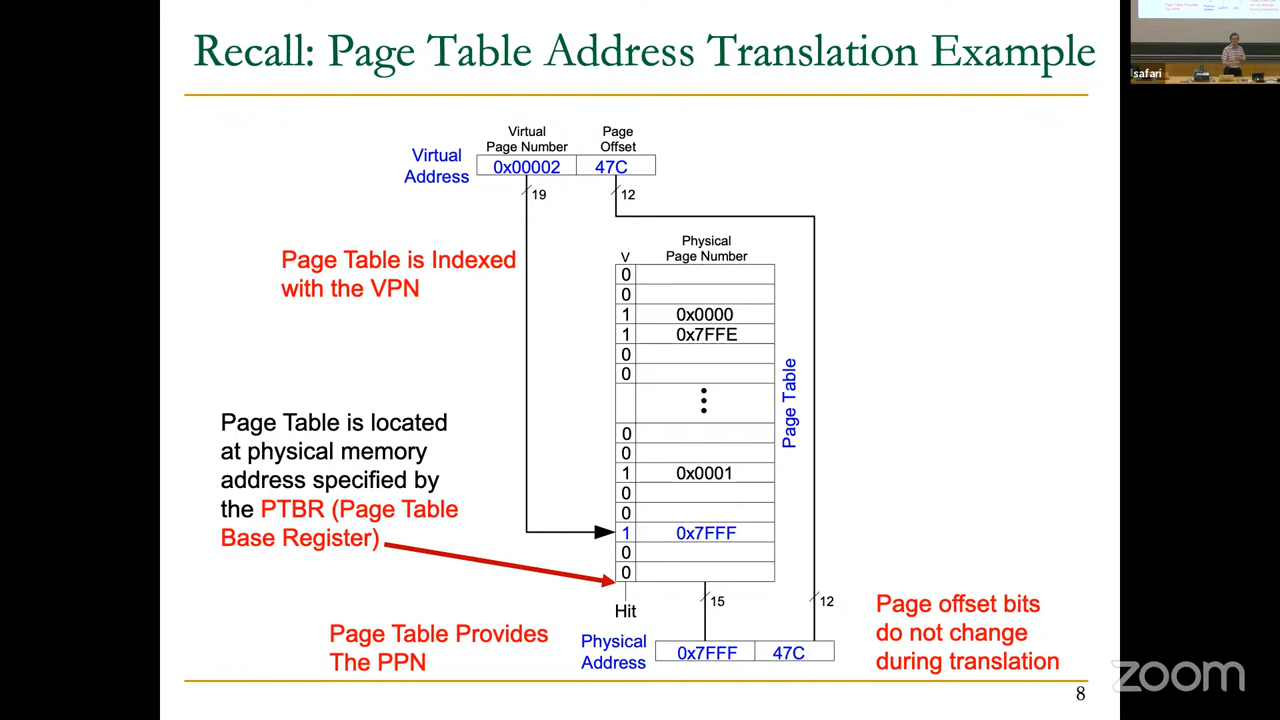 Recall: Page Table Address Translation Example
safari
Virtual
Page Number
Page
Offset
Virtual
Address
0x00002
47C
19
12
Page Table is Indexed
with the VPN
V
Physical
Page Number
0
0
1 0x0000
1 0x7FFE
0
0
0
0
1 0x0001
0
0
1 0x7FFF
0
0
Page Table
Page Table is located
at physical memory
address specified by
the PTBR (Page Table
Base Register)
Hit
15
12
Page Table Provides
The PPN
Physical
Address
0x7FFF
47C
Page offset bits
do not change
during translation
zoom
8